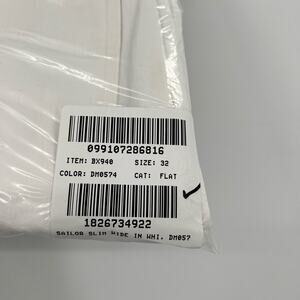 099107286816
ITEM: BX940 SIZE: 32
COLOR: DM0574 CAT: FLAT
1826734922
SAILOR SLIM WIDE IN WHI, DM057